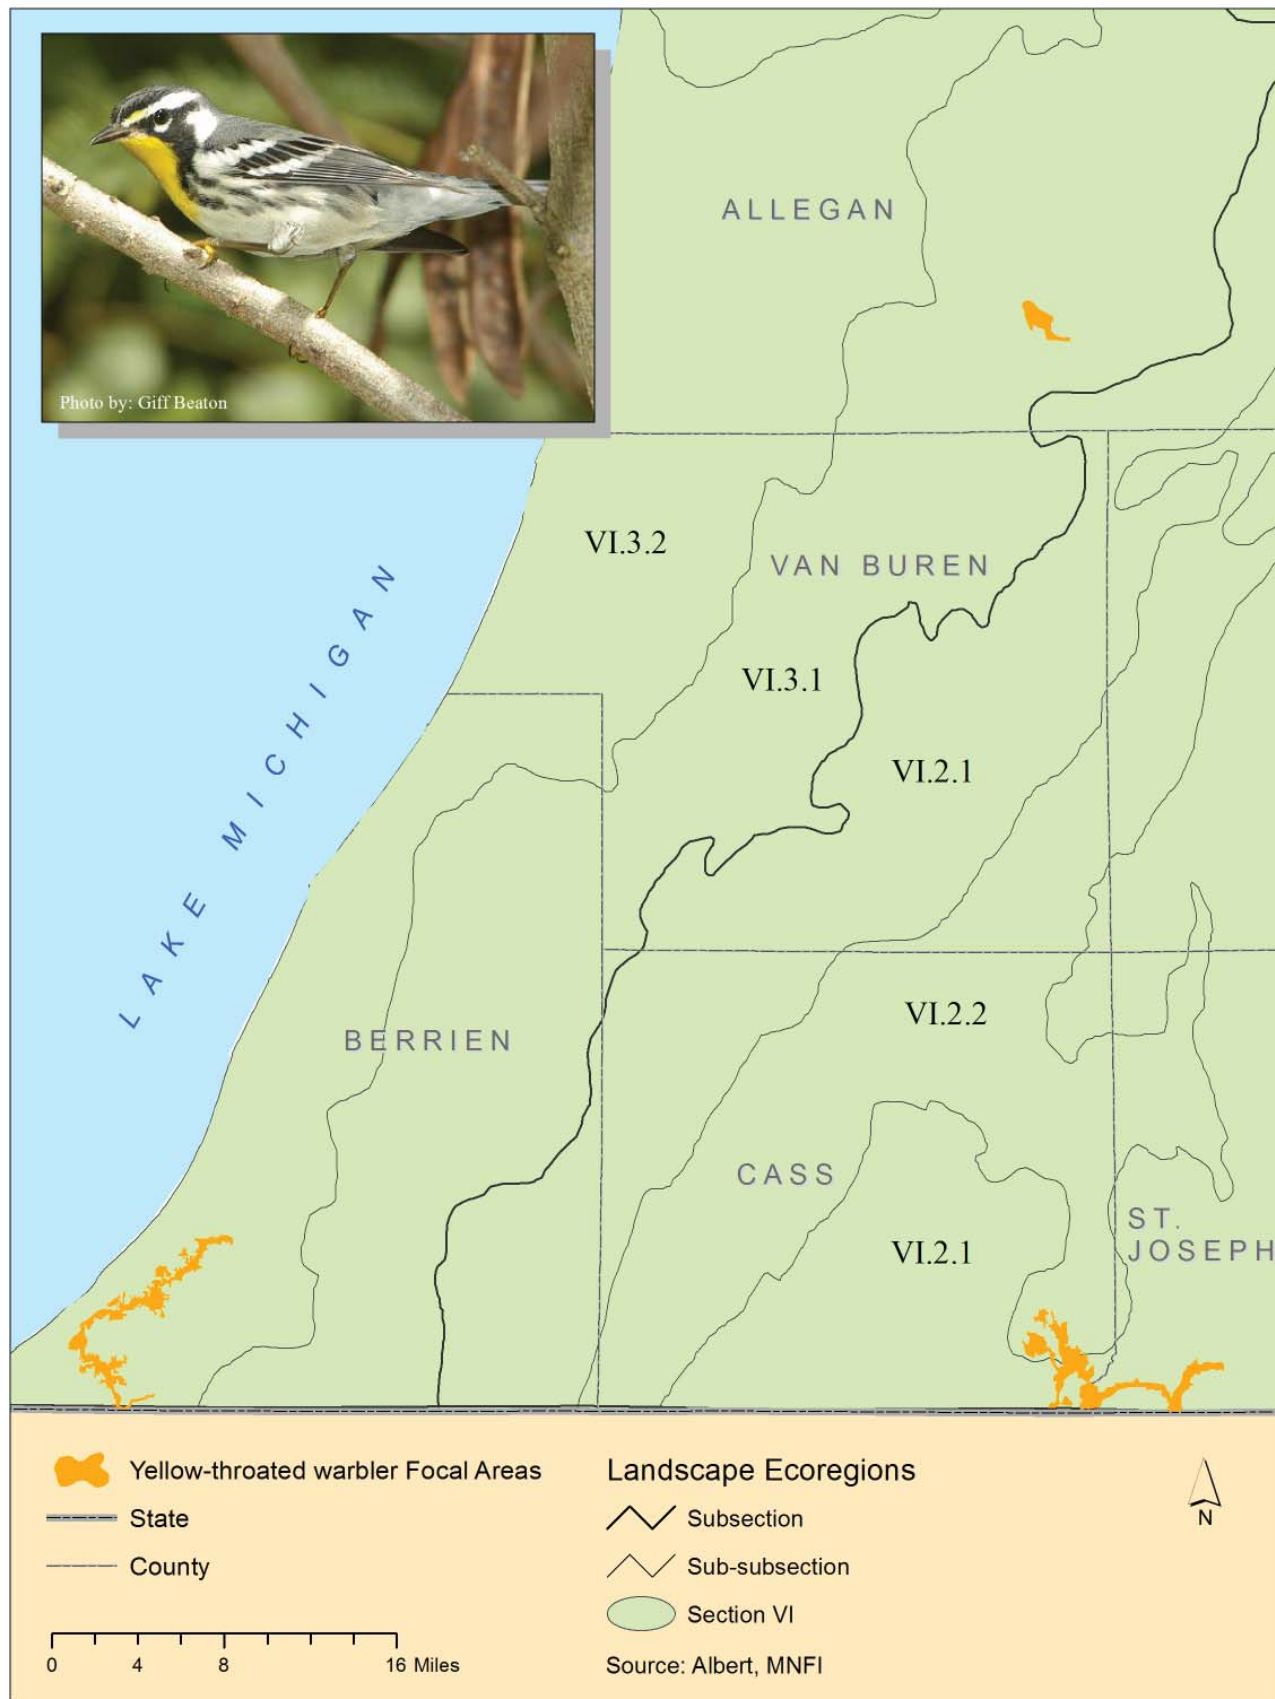 Photo by: Giff Beaton
ALLEGAN
VI.3.2
VAN BUREN
LAKE MICHIGAN
VI.3.1
VI.2.1
VI.2.2
BERRIEN
CASS
ST.
JOSEPH
VI.2.1
Yellow-throated warbler Focal Areas
State
County
0 4 8 16 Miles
Landscape Ecoregions
Subsection
Sub-subsection
Section VI
Source: Albert, MNFI
N